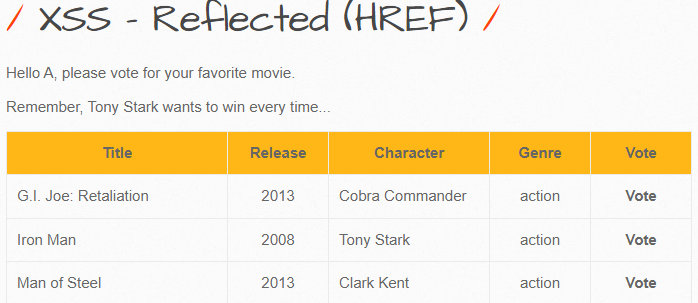 / XSS - Reflected (HREF) /
Hello A, please vote for your favorite movie.
Remember, Tony Stark wants to win every time...
Title Release Character Genre Vote
G.I. Joe: Retaliation 2013 Cobra Commander action Vote
Iron Man 2008 Tony Stark action Vote
Man of Steel 2013 Clark Kent action Vote